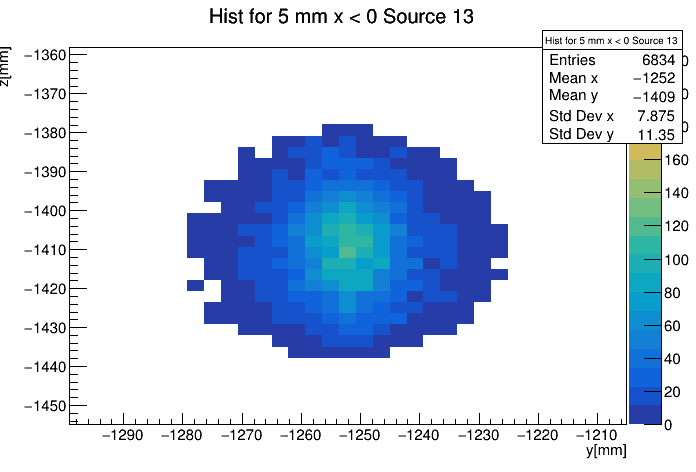 Hist for 5 mm x < 0 Source 13
z[mm]
Hist for 5 mm x < 0 Source 13
Entries 6834
Mean x −1252
Mean y −1409
Std Dev x 7.875
Std Dev y 11.35
−1360
−1370
−1380
−1390
−1400
−1410
−1420
−1430
−1440
−1450
160
140
120
100
80
60
40
20
0
−1290 −1280 −1270 −1260 −1250 −1240 −1230 −1220 −1210
y[mm]